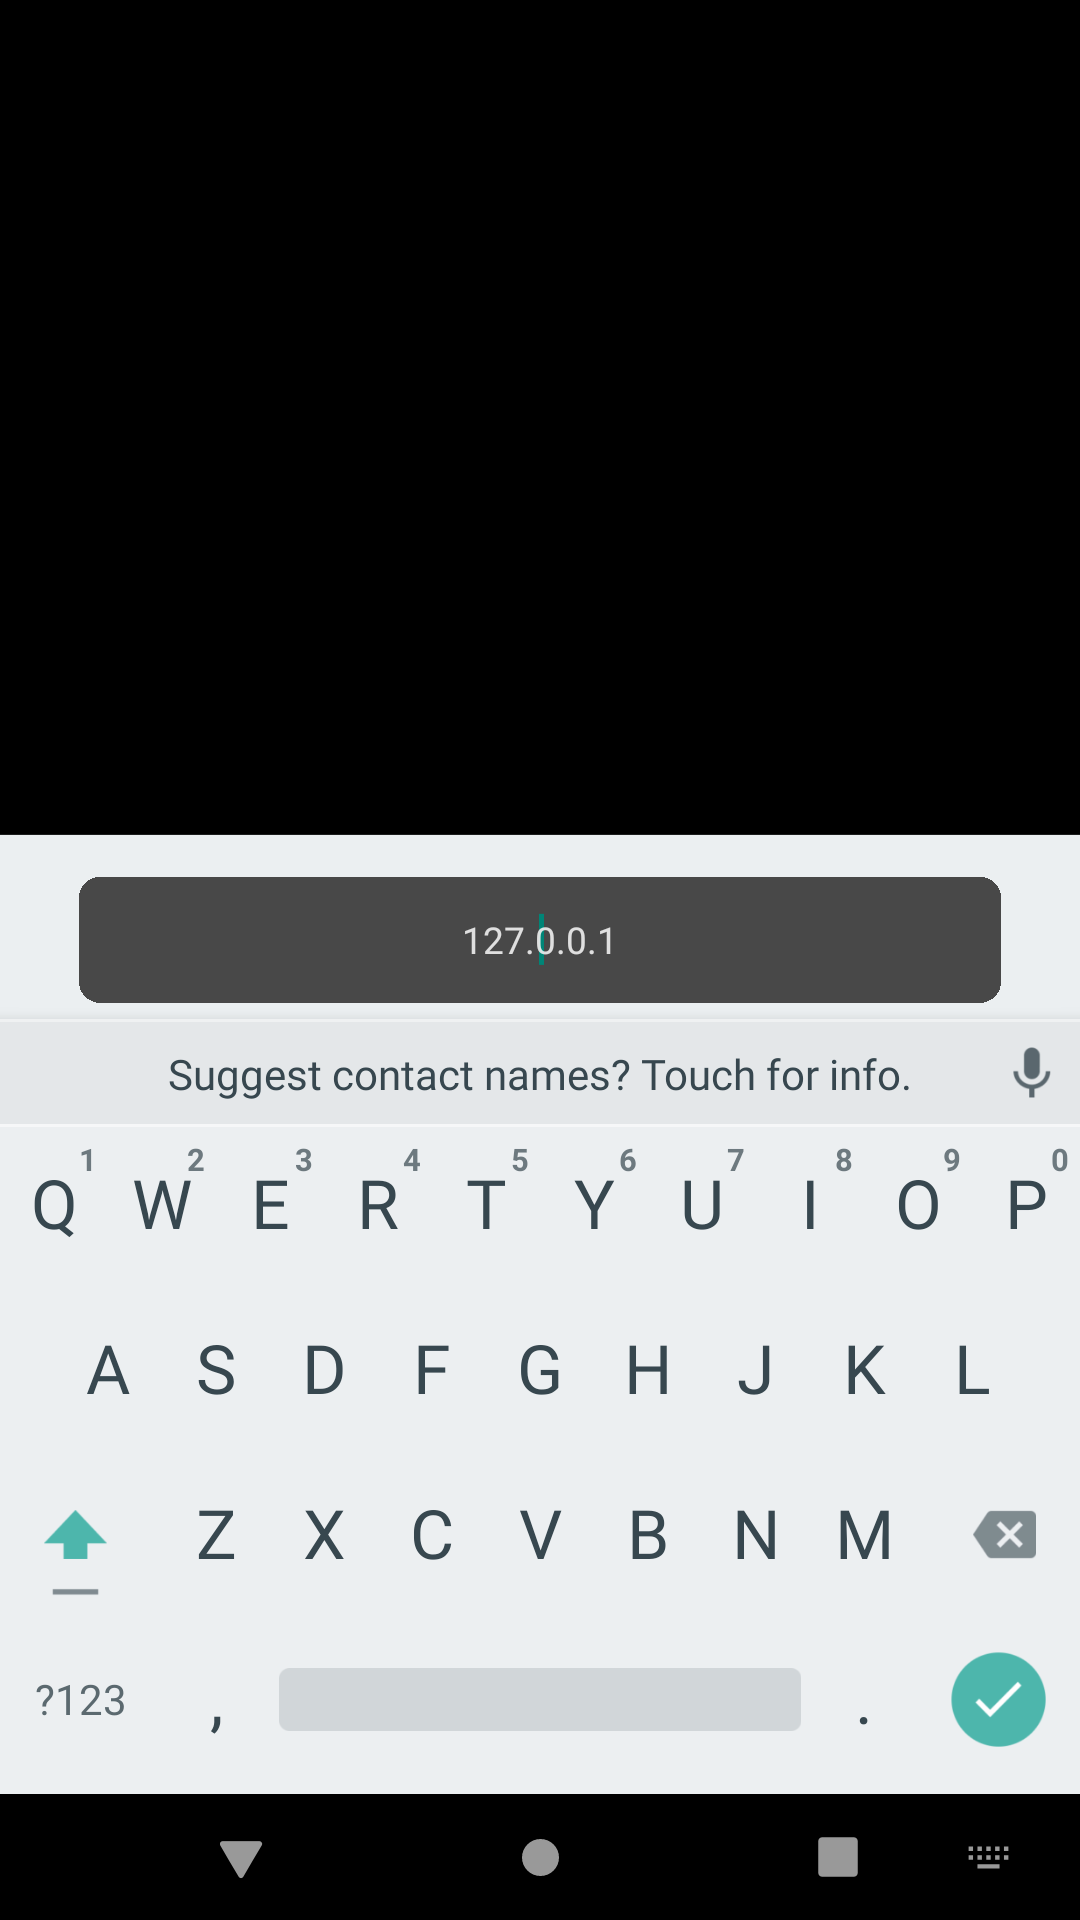 127.0.0.1
Suggest contact names? Touch for info.
1 2 3 4 5 6 7 8 9 0
Q W E R T Y U I O P
A S D F G H J K L
Z X C V B N M
?123 , .